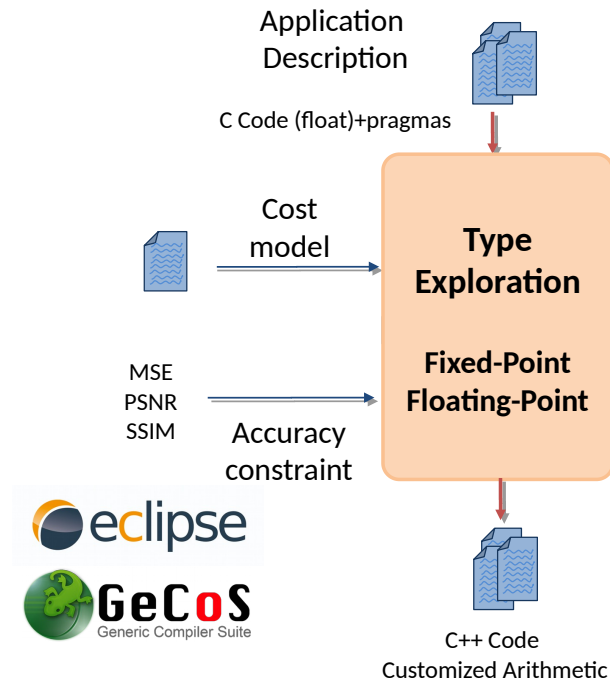 Application
Description
C Code (float)+pragmas
Cost
model
Type
Exploration
Fixed-Point
Floating-Point
MSE
PSNR
SSIM
Accuracy
constraint
eclipse
GeCoS
Generic Compiler Suite
C++ Code
Customized Arithmetic